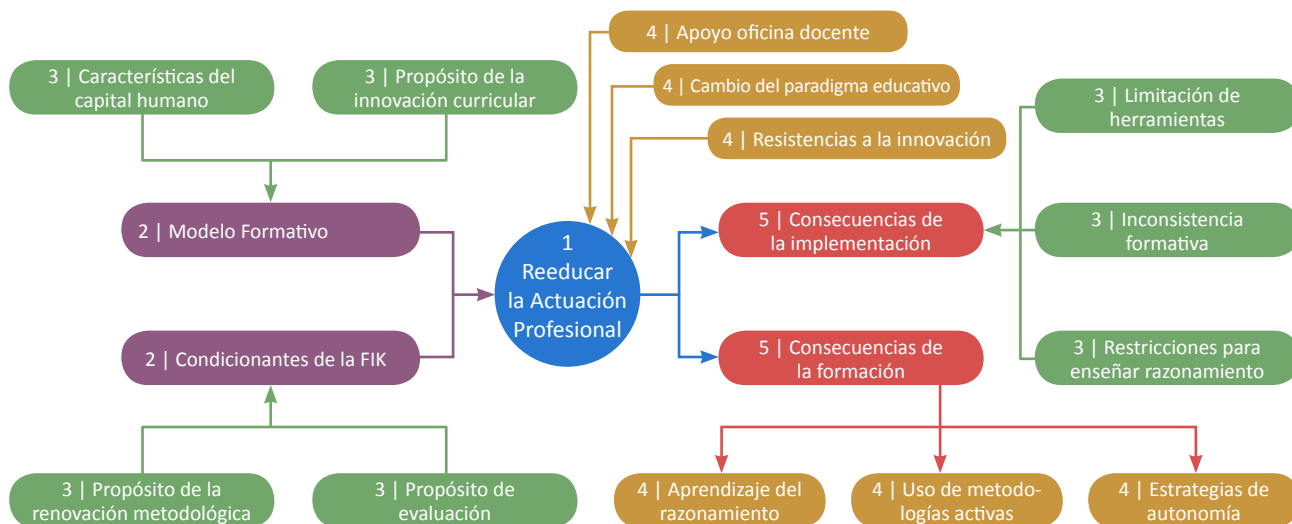 4 | Apoyo oficina docente
3 | Características del
capital humano
3 | Propósito de la
innovación curricular
4 | Cambio del paradigma educativo
4 | Resistencias a la innovación
3 | Limitación de
herramientas
2 | Modelo Formativo
1
Reeducar
la Actuación
Profesional
5 | Consecuencias de
la implementación
3 | Inconsistencia
formativa
2 | Condicionantes de la FIK
5 | Consecuencias de
la formación
3 | Restricciones para
enseñar razonamiento
3 | Propósito de la
renovación metodológica
3 | Propósito de
evaluación
4 | Aprendizaje del
razonamiento
4 | Uso de metodo-
logías activas
4 | Estrategias de
autonomía